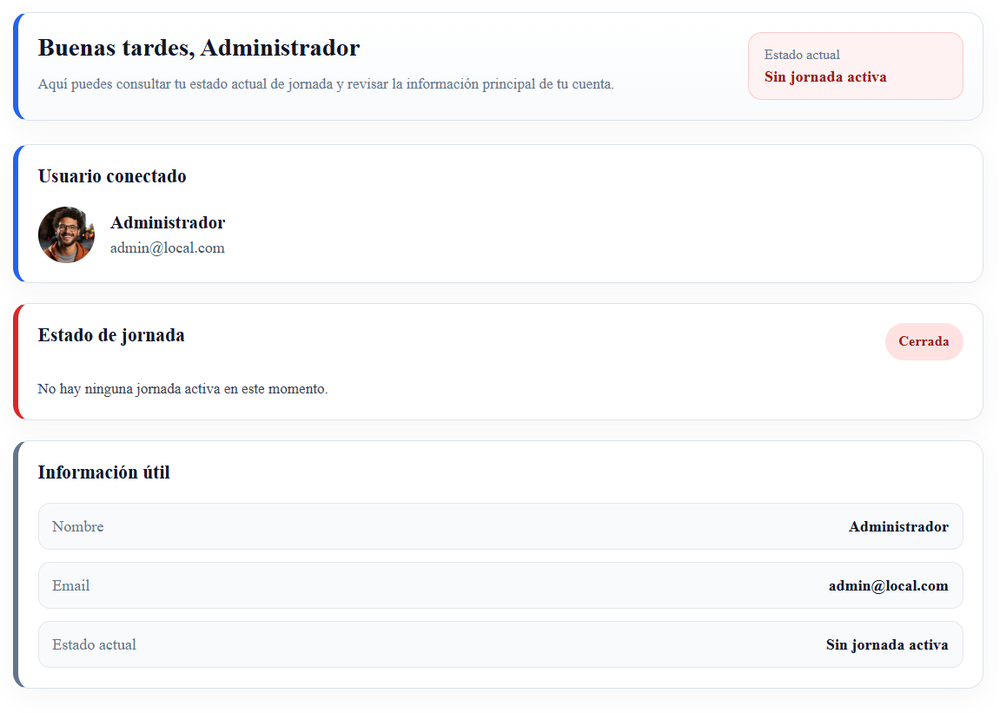 Buenas tardes, Administrador
Aquí puedes consultar tu estado actual de jornada y revisar la información principal de tu cuenta.
Estado actual
Sin jornada activa
Usuario conectado
Administrador
admin@local.com
Estado de jornada
Cerrada
No hay ninguna jornada activa en este momento.
Información útil
Nombre
Administrador
Email
admin@local.com
Estado actual
Sin jornada activa